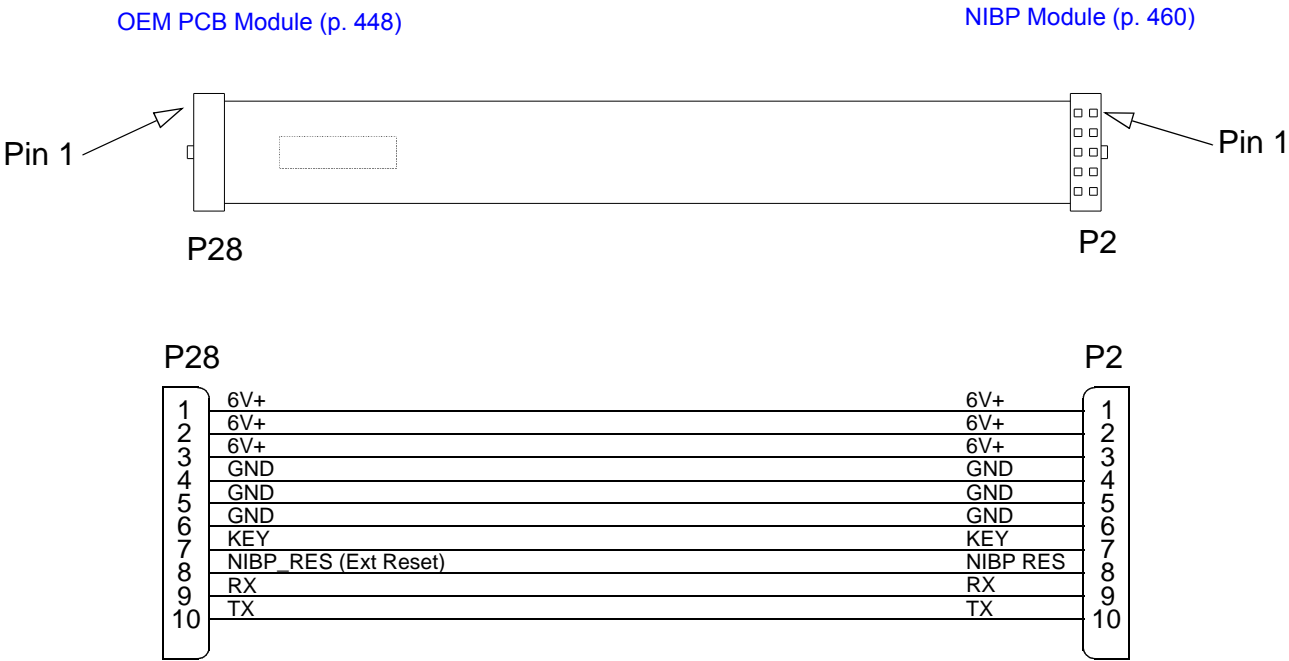 OEM PCB Module (p. 448)
NIBP Module (p. 460)
Pin 1
Pin 1
P28
P2
P28
P2
1 6V+ 6V+ 1
2 6V+ 6V+ 2
3 6V+ 6V+ 3
4 GND GND 4
5 GND GND 5
6 GND GND 6
7 KEY KEY 7
8 NIBP_RES (Ext Reset) NIBP RES 8
9 RX RX 9
10 TX TX 10